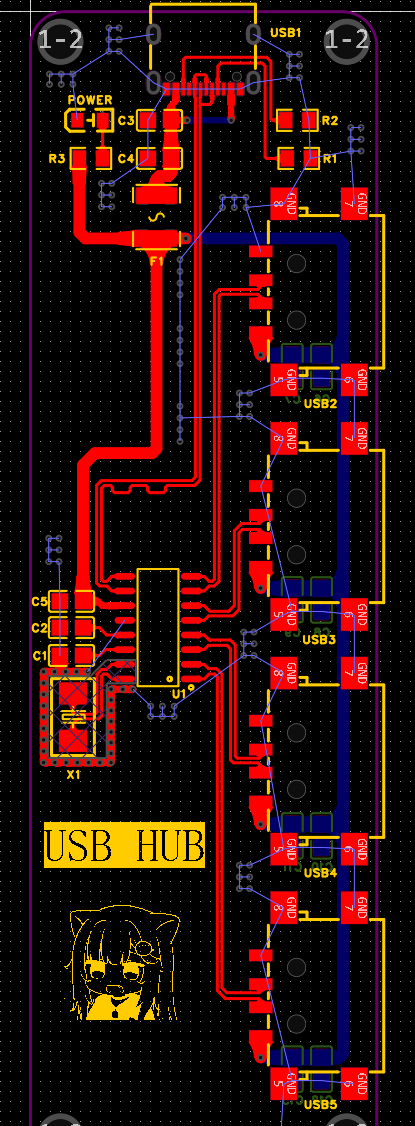 1-2
1-2
USB1
POWER
C3
R2
R3
C4
R1
8
GND
7
GND
F1
5
GND
6
GND
USB2
8
GND
7
GND
C5
C2
5
GND
6
GND
USB3
C1
8
GND
7
GND
U1
X1
USB HUB
5
GND
6
GND
USB4
8
GND
7
GND
5
GND
6
GND
USB5